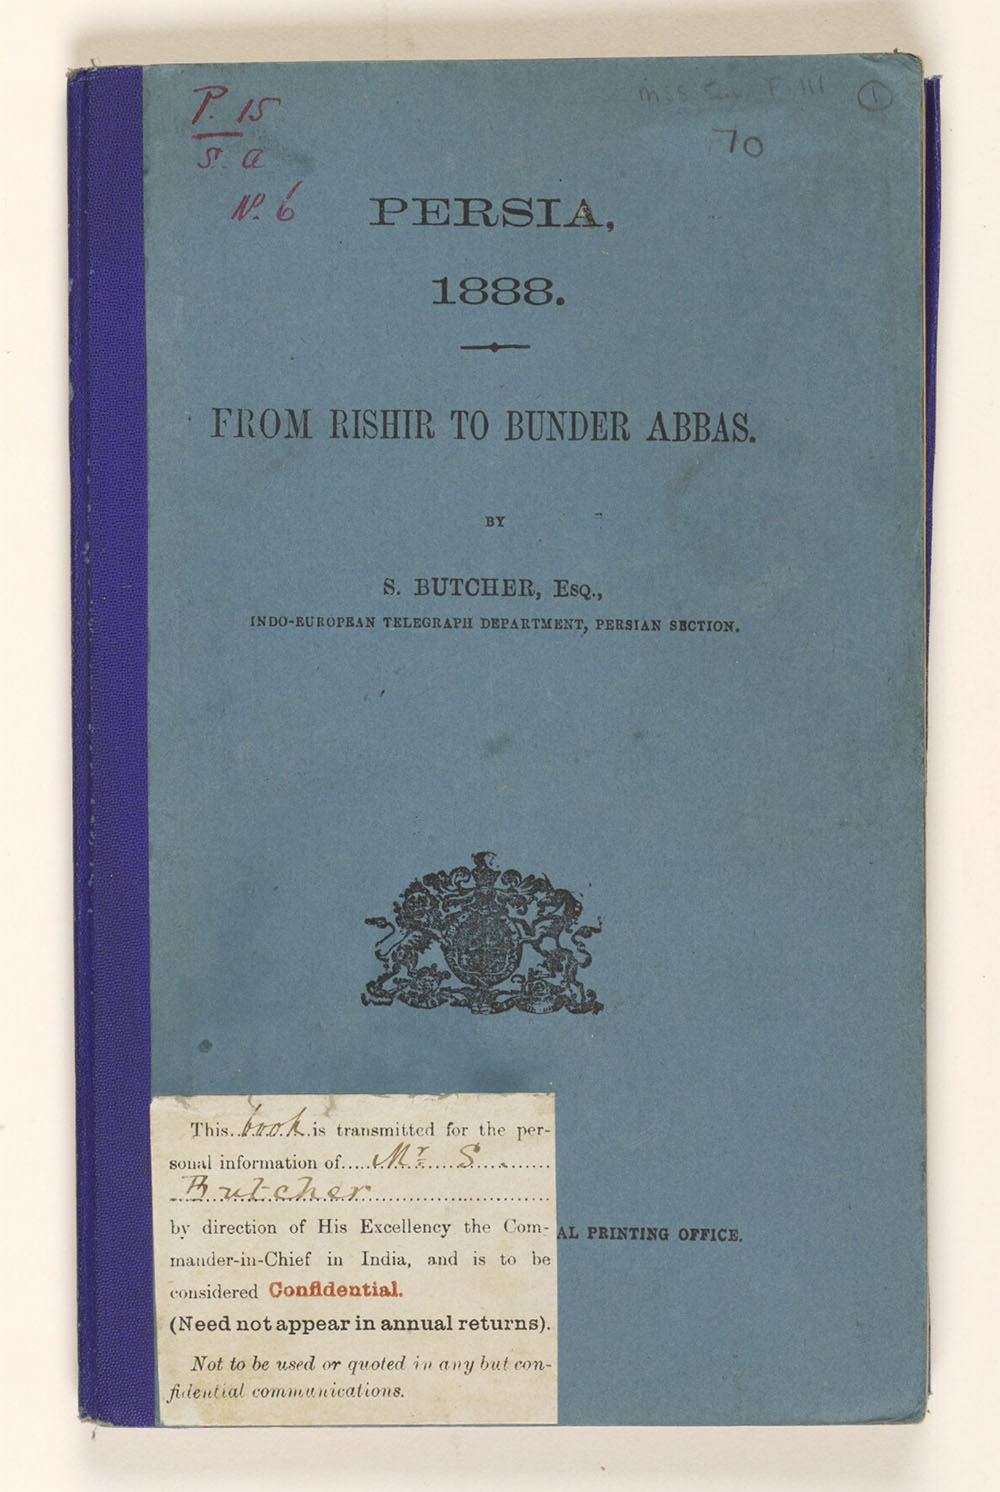 P. 15
S. a
No. 6
Mss F. 111
1
70
PERSIA,
1888.
FROM RISHIR TO BUNDER ABBAS.
BY
S. BUTCHER, Esq.,
INDO-EUROPEAN TELEGRAPH DEPARTMENT, PERSIAN SECTION.
AL PRINTING OFFICE.
This book is transmitted for the per-
sonal information of Mr S.
Butcher
by direction of His Excellency the Com-
mander-in-Chief in India, and is to be
considered Confidential.
(Need not appear in annual returns).
Not to be used or quoted in any but con-
fidential communications.